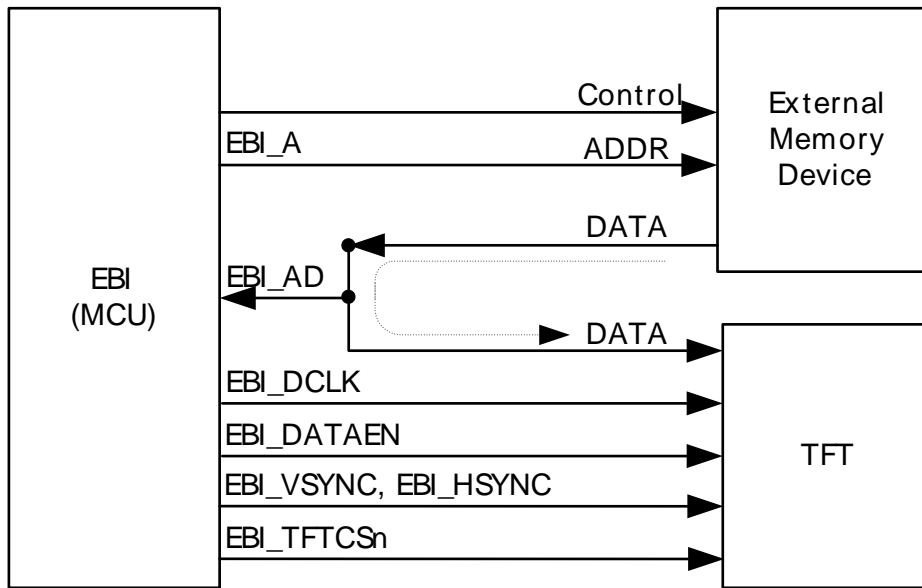 Control
External
Memory
Device
EBI_A
ADDR
DATA
EBI_AD
EBI
(MCU)
DATA
EBI_DCLK
EBI_DATAEN
TFT
EBI_VSYNC, EBI_HSYNC
EBI_TFTCSn